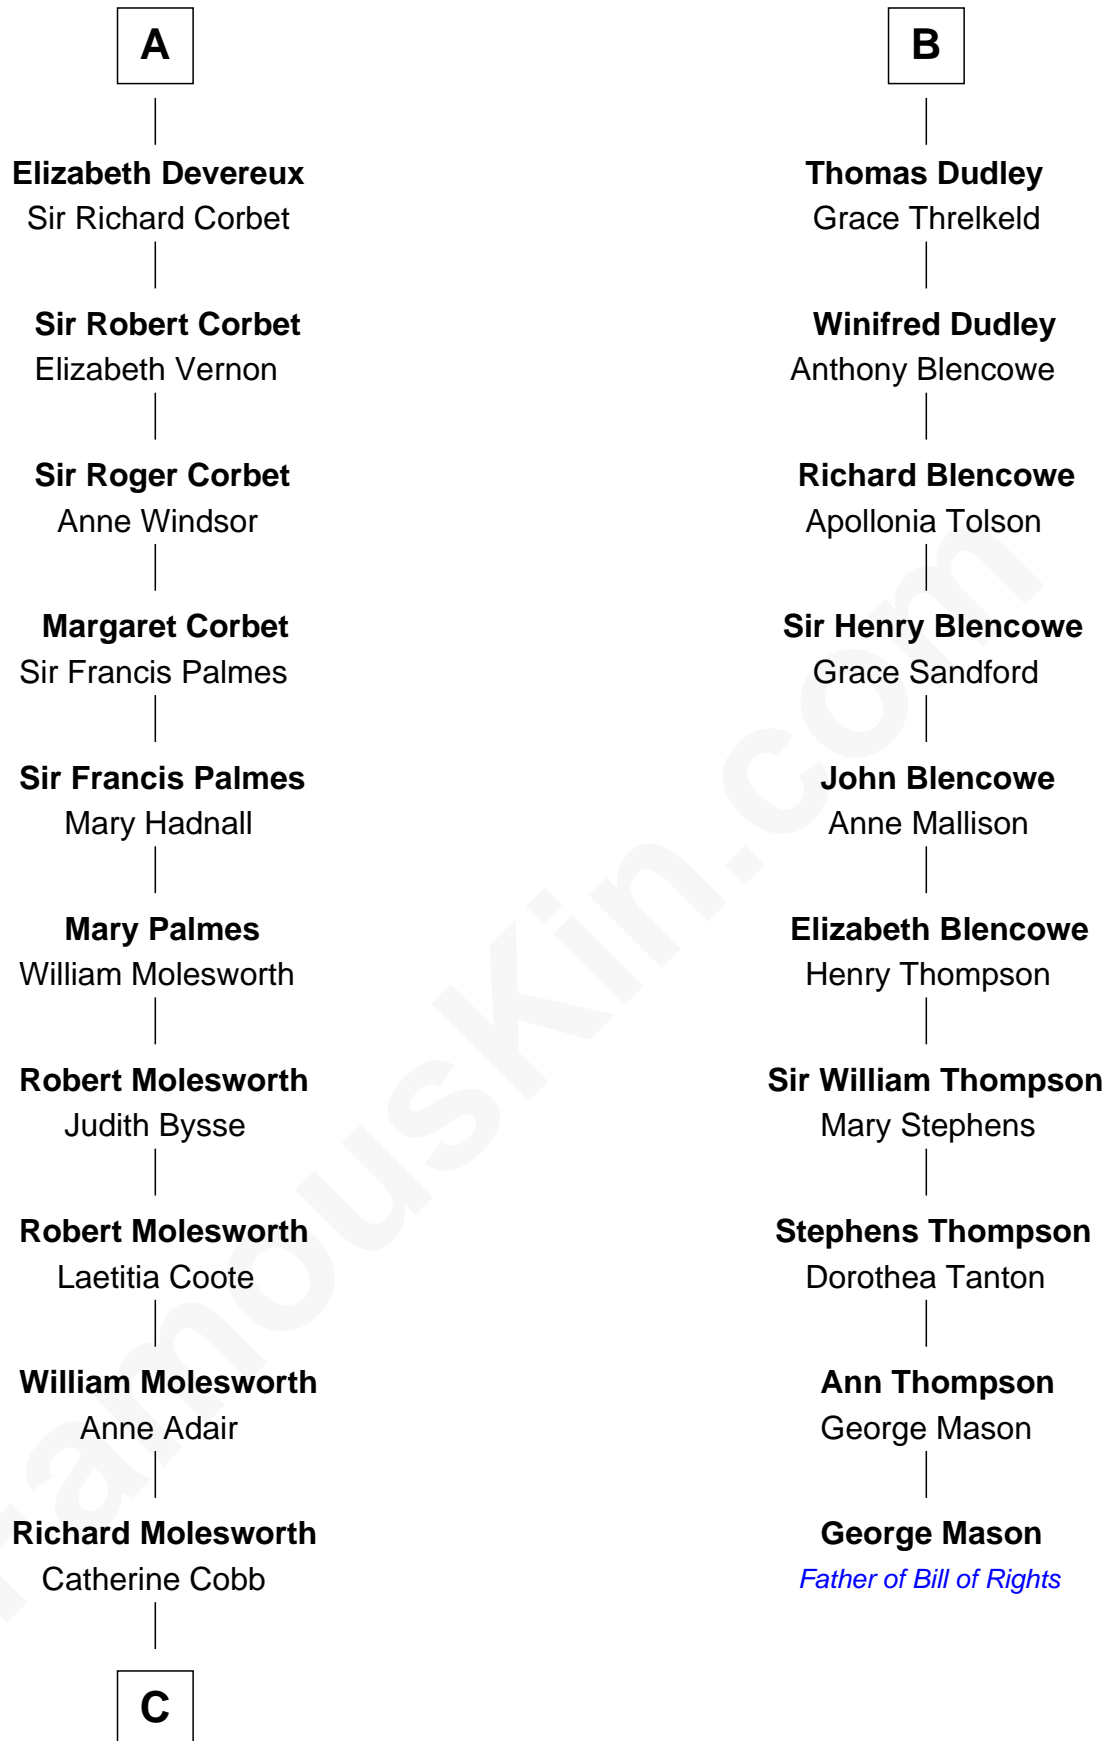 A
Elizabeth Devereux
Sir Richard Corbet
Sir Robert Corbet
Elizabeth Vernon
Sir Roger Corbet
Anne Windsor
Margaret Corbet
Sir Francis Palmes
Sir Francis Palmes
Mary Hadnall
Mary Palmes
William Molesworth
Robert Molesworth
Judith Bysse
Robert Molesworth
Laetitia Coote
William Molesworth
Anne Adair
Richard Molesworth
Catherine Cobb
C
B
Thomas Dudley
Grace Threlkeld
Winifred Dudley
Anthony Blencowe
Richard Blencowe
Apollonia Tolson
Sir Henry Blencowe
Grace Sandford
John Blencowe
Anne Mallison
Elizabeth Blencowe
Henry Thompson
Sir William Thompson
Mary Stephens
Stephens Thompson
Dorothea Tanton
Ann Thompson
George Mason
George Mason
Father of Bill of Rights
FamousKin.com